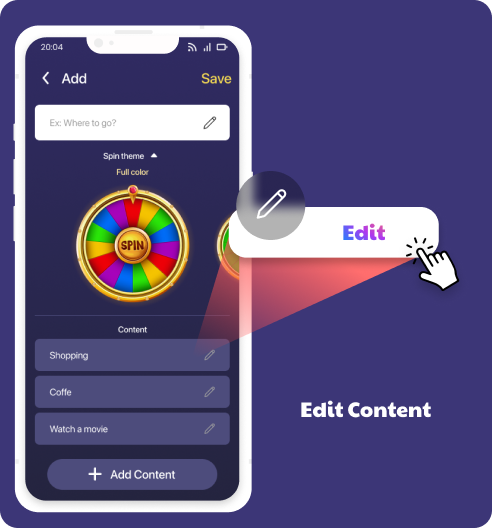 20:04
Add
Save
Ex: Where to go?
Spin theme
Full color
SPIN
Edit
Content
Shopping
Coffe
Watch a movie
Add Content
Edit Content